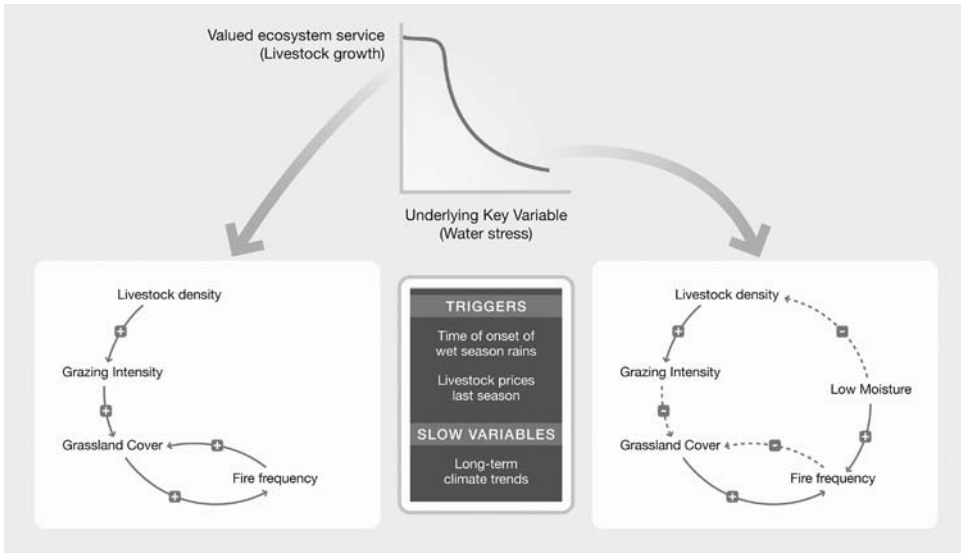 Valued ecosystem service
(Livestock growth)
Underlying Key Variable
(Water stress)
Livestock density
+
Grazing Intensity
+
Grassland Cover
+
Fire frequency
+
TRIGGERS
Time of onset of
wet season rains
Livestock prices
last season
SLOW VARIABLES
Long-term
climate trends
Livestock density
+
-
Grazing Intensity
Low Moisture
-
+
Grassland Cover
-
Fire frequency
+